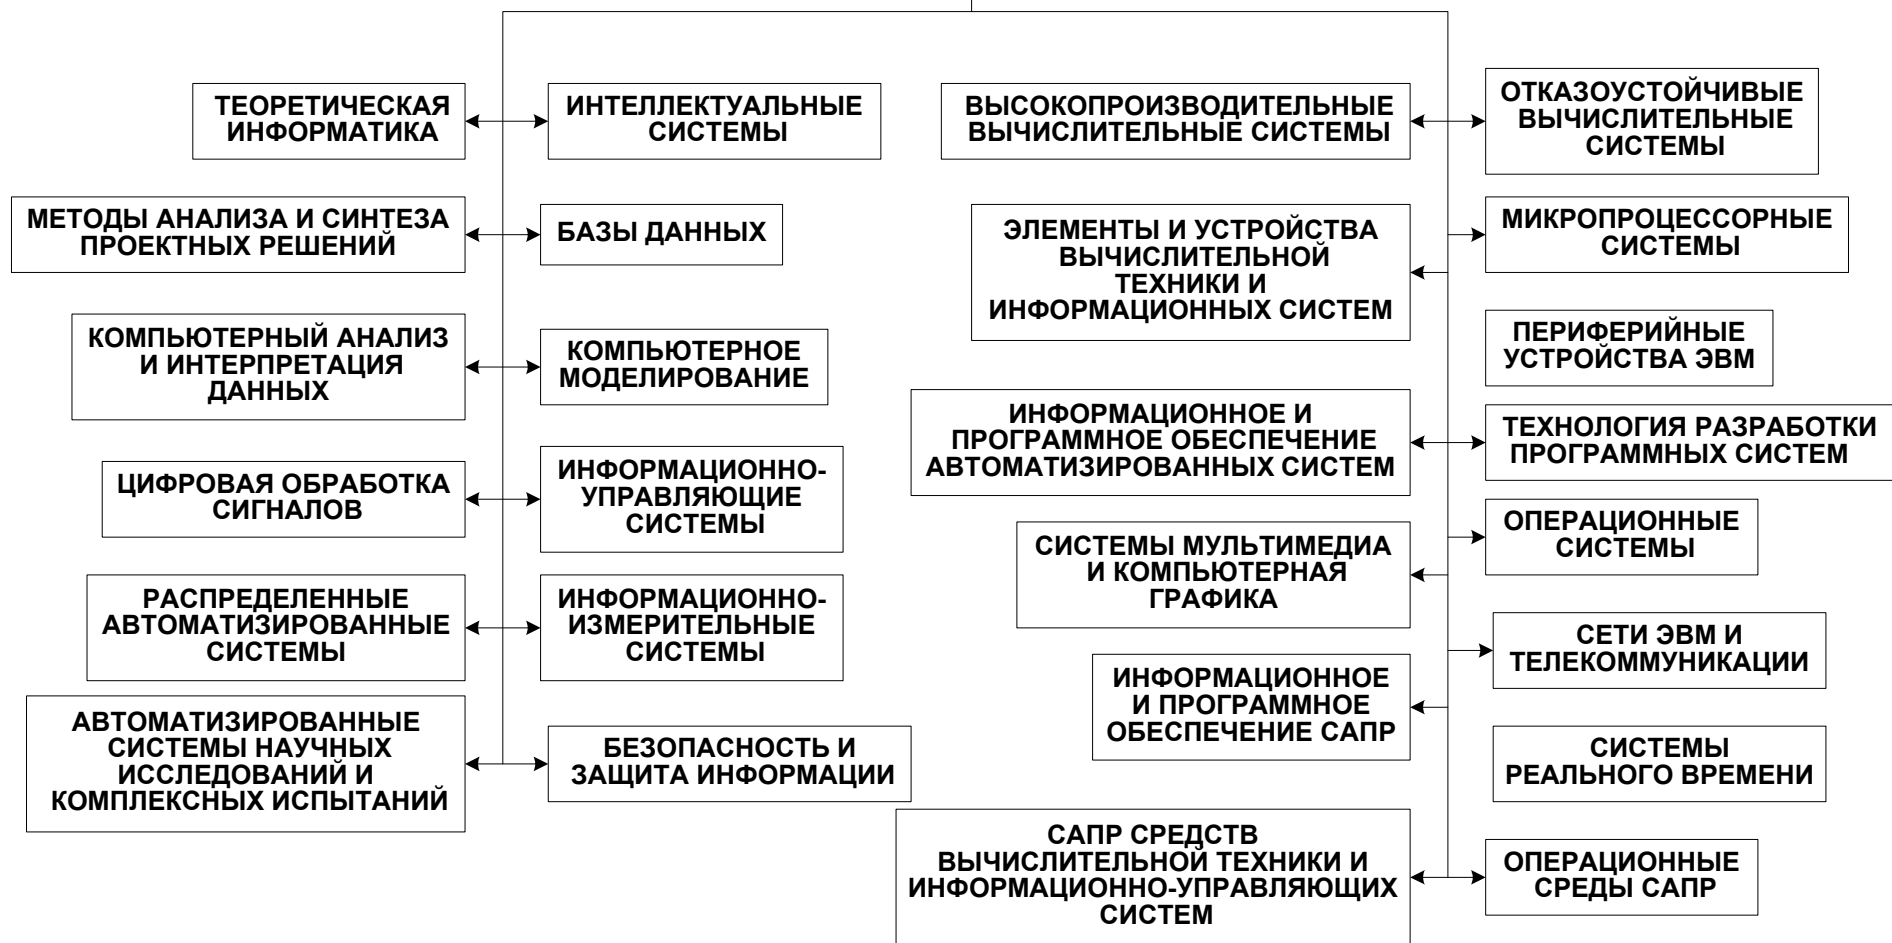 ТЕОРЕТИЧЕСКАЯ
ИНФОРМАТИКА
ИНТЕЛЛЕКТУАЛЬНЫЕ
СИСТЕМЫ
МЕТОДЫ АНАЛИЗА И СИНТЕЗА
ПРОЕКТНЫХ РЕШЕНИЙ
БАЗЫ ДАННЫХ
КОМПЬЮТЕРНЫЙ АНАЛИЗ
И ИНТЕРПРЕТАЦИЯ
ДАННЫХ
КОМПЬЮТЕРНОЕ
МОДЕЛИРОВАНИЕ
ЦИФРОВАЯ ОБРАБОТКА
СИГНАЛОВ
ИНФОРМАЦИОННО-
УПРАВЛЯЮЩИЕ
СИСТЕМЫ
РАСПРЕДЕЛЕННЫЕ
АВТОМАТИЗИРОВАННЫЕ
СИСТЕМЫ
ИНФОРМАЦИОННО-
ИЗМЕРИТЕЛЬНЫЕ
СИСТЕМЫ
АВТОМАТИЗИРОВАННЫЕ
СИСТЕМЫ НАУЧНЫХ
ИССЛЕДОВАНИЙ И
КОМПЛЕКСНЫХ ИСПЫТАНИЙ
БЕЗОПАСНОСТЬ И
ЗАЩИТА ИНФОРМАЦИИ
ВЫСОКОПРОИЗВОДИТЕЛЬНЫЕ
ВЫЧИСЛИТЕЛЬНЫЕ СИСТЕМЫ
ОТКАЗОУСТОЙЧИВЫЕ
ВЫЧИСЛИТЕЛЬНЫЕ
СИСТЕМЫ
ЭЛЕМЕНТЫ И УСТРОЙСТВА
ВЫЧИСЛИТЕЛЬНОЙ
ТЕХНИКИ И
ИНФОРМАЦИОННЫХ СИСТЕМ
МИКРОПРОЦЕССОРНЫЕ
СИСТЕМЫ
ПЕРИФЕРИЙНЫЕ
УСТРОЙСТВА ЭВМ
ИНФОРМАЦИОННОЕ И
ПРОГРАММНОЕ ОБЕСПЕЧЕНИЕ
АВТОМАТИЗИРОВАННЫХ СИСТЕМ
ТЕХНОЛОГИЯ РАЗРАБОТКИ
ПРОГРАММНЫХ СИСТЕМ
СИСТЕМЫ МУЛЬТИМЕДИА
И КОМПЬЮТЕРНАЯ
ГРАФИКА
ОПЕРАЦИОННЫЕ
СИСТЕМЫ
ИНФОРМАЦИОННОЕ
И ПРОГРАММНОЕ
ОБЕСПЕЧЕНИЕ САПР
СЕТИ ЭВМ И
ТЕЛЕКОММУНИКАЦИИ
СИСТЕМЫ
РЕАЛЬНОГО ВРЕМЕНИ
САПР СРЕДСТВ
ВЫЧИСЛИТЕЛЬНОЙ ТЕХНИКИ И
ИНФОРМАЦИОННО-УПРАВЛЯЮЩИХ
СИСТЕМ
ОПЕРАЦИОННЫЕ
СРЕДЫ САПР